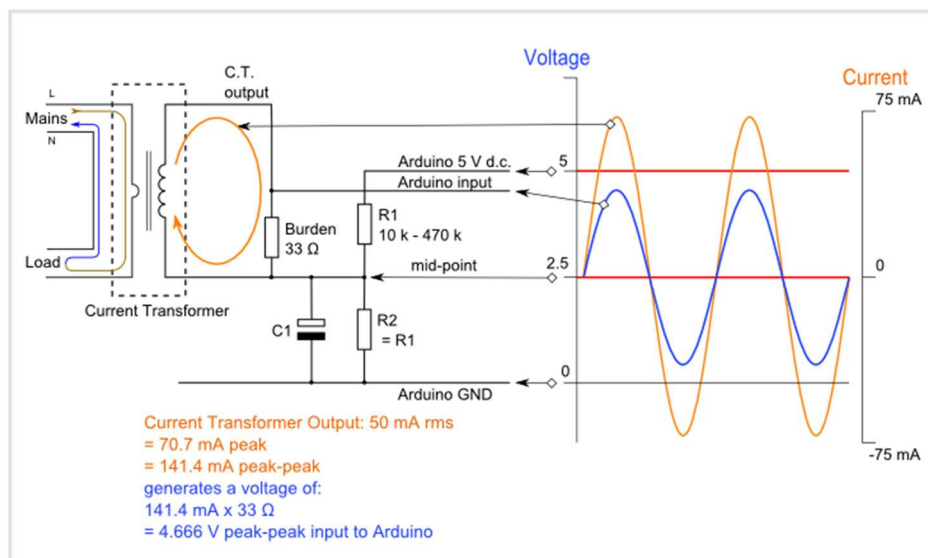 Voltage
C.T.
output
Current
75 mA
L
Mains
N
Arduino 5 V d.c.
5
Arduino input
Burden
33 Ω
R1
10 k - 470 k
Load
mid-point
2.5
0
Current Transformer
C1
R2
= R1
0
Arduino GND
-75 mA
Current Transformer Output: 50 mA rms
= 70.7 mA peak
= 141.4 mA peak-peak
generates a voltage of:
141.4 mA x 33 Ω
= 4.666 V peak-peak input to Arduino